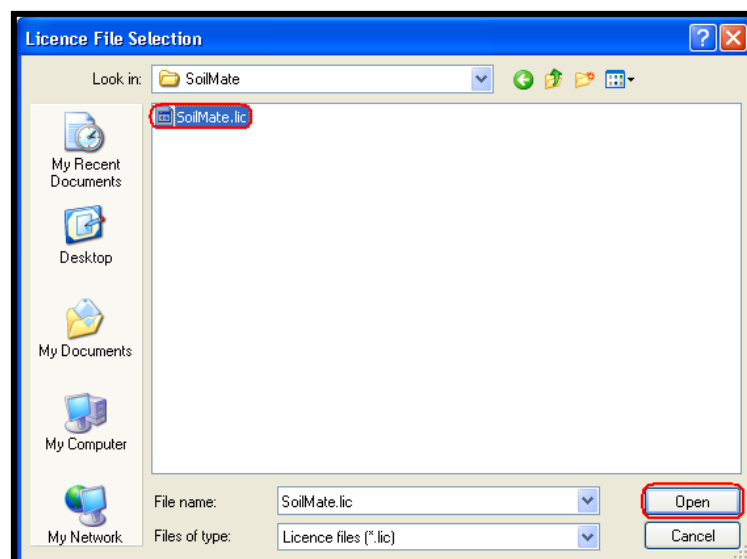 Licence File Selection
Look in: SoilMate
SoilMate.lic
My Recent
Documents
Desktop
My Documents
My Computer
My Network
File name: SoilMate.lic Open
Files of type: Licence files (*.lic) Cancel